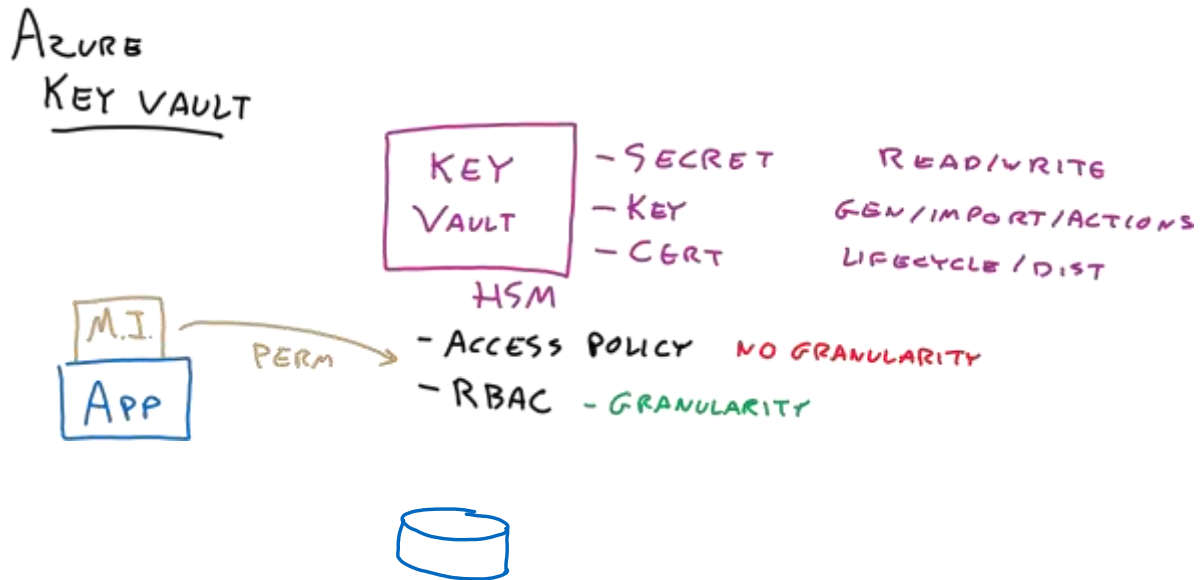 AZURE
KEY VAULT
KEY
VAULT
- SECRET READ/WRITE
- KEY GEN/IMPORT/ACTIONS
- CERT LIFECYCLE/DIST
HSM
M.I.
PERM
- ACCESS POLICY NO GRANULARITY
- RBAC - GRANULARITY
APP